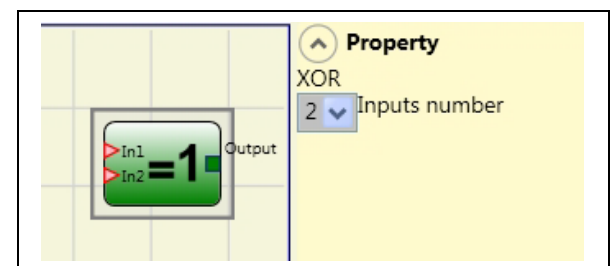 Property
XOR
2 Inputs number
In1
In2
=1
Output